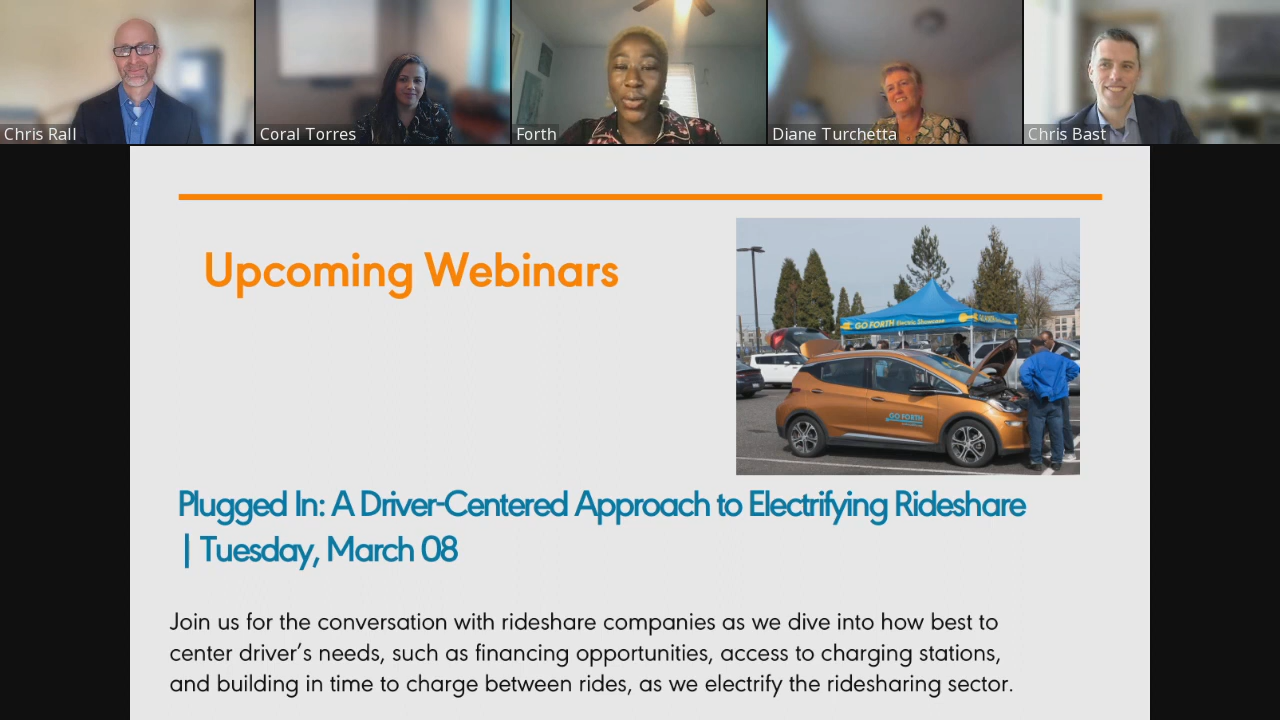 Chris Rall
Coral Torres
Forth
Diane Turchetta
Chris Bast
Upcoming Webinars
GO FORTH Electric Showcase
GO FORTH
Plugged In: A Driver-Centered Approach to Electrifying Rideshare
| Tuesday, March 08
Join us for the conversation with rideshare companies as we dive into how best to
center driver’s needs, such as financing opportunities, access to charging stations,
and building in time to charge between rides, as we electrify the ridesharing sector.